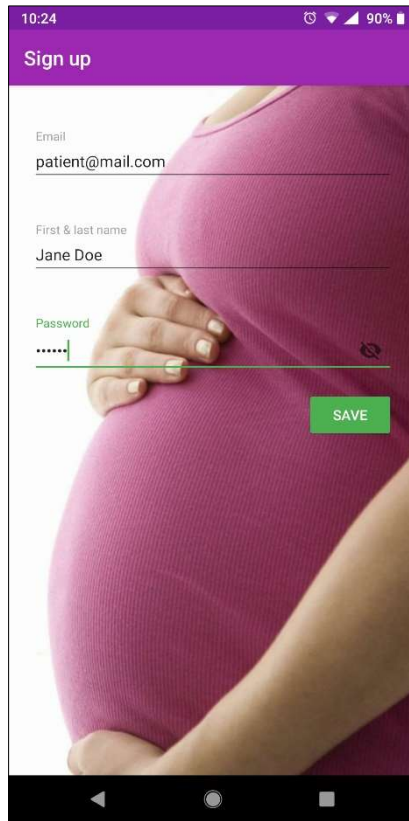 10:24 90%
Sign up
Email
patient@mail.com
First & last name
Jane Doe
Password
••••••
SAVE